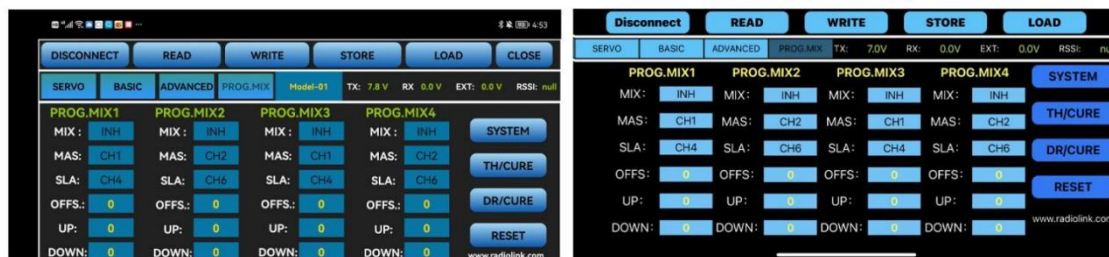 4:53
DISCONNECT READ WRITE STORE LOAD CLOSE
SERVO BASIC ADVANCED PROG.MIX Model-01 TX: 7.8 V RX 0.0 V EXT: 0.0 V RSSI: null
PROG.MIX1 PROG.MIX2 PROG.MIX3 PROG.MIX4
MIX : INH MIX : INH MIX : INH MIX : INH SYSTEM
MAS: CH1 MAS: CH2 MAS: CH1 MAS: CH2 TH/CURE
SLA: CH4 SLA: CH6 SLA: CH4 SLA: CH6
OFFS.: 0 OFFS.: 0 OFFS.: 0 OFFS.: 0 DR/CURE
UP: 0 UP: 0 UP: 0 UP: 0 RESET
DOWN: 0 DOWN: 0 DOWN: 0 DOWN: 0 www.radiolink.com
Disconnect READ WRITE STORE LOAD
SERVO BASIC ADVANCED PROG.MIX TX: 7.0V RX: 0.0V EXT: 0.0V RSSI:
PROG.MIX1 PROG.MIX2 PROG.MIX3 PROG.MIX4 SYSTEM
MIX: INH MIX: INH MIX: INH MIX: INH
MAS: CH1 MAS: CH2 MAS: CH1 MAS: CH2 TH/CURE
SLA: CH4 SLA: CH6 SLA: CH4 SLA: CH6 DR/CURE
OFFS: 0 OFFS: 0 OFFS: 0 OFFS: 0 RESET
UP: 0 UP: 0 UP: 0 UP: 0
www.radiolink.com
DOWN: 0 DOWN: 0 DOWN: 0 DOWN: 0